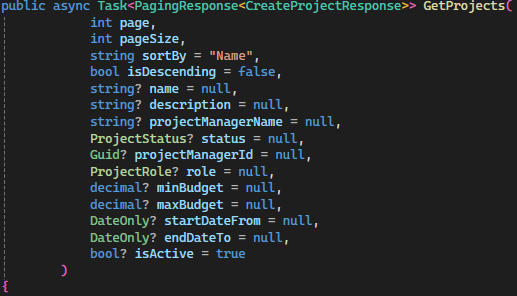 public async Task<PagingResponse<CreateProjectResponse>> GetProjects(
int page,
int pageSize,
string sortBy = "Name",
bool isDescending = false,
string? name = null,
string? description = null,
string? projectManagerName = null,
ProjectStatus? status = null,
Guid? projectManagerId = null,
ProjectRole? role = null,
decimal? minBudget = null,
decimal? maxBudget = null,
DateOnly? startDateFrom = null,
DateOnly? endDateTo = null,
bool? isActive = true
)
{